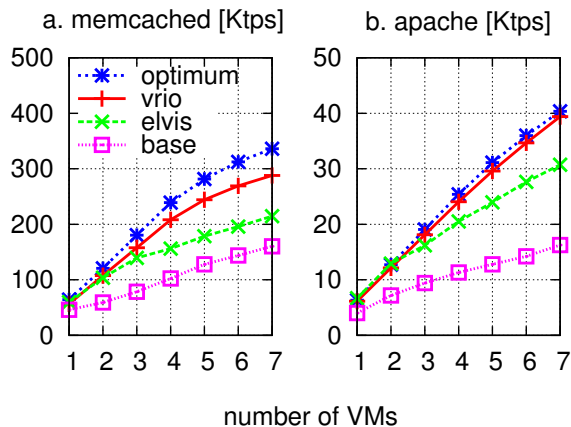 a. memcached [Ktps]
b. apache [Ktps]
500
400
300
200
100
0
optimum
vrio
elvis
base
1 2 3 4 5 6 7
50
40
30
20
10
0
1 2 3 4 5 6 7
number of VMs